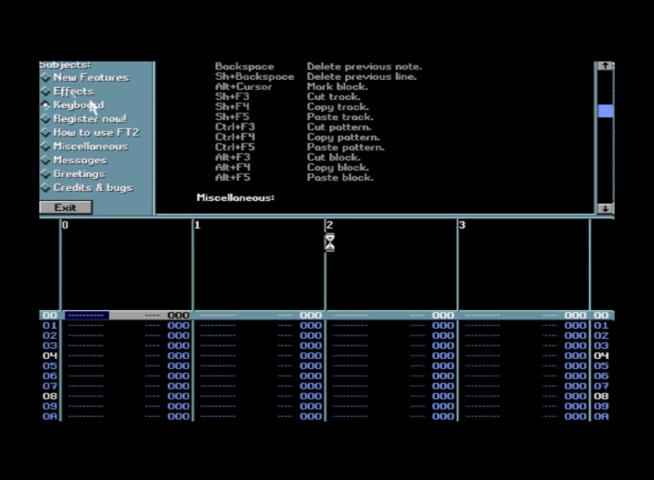 Subjects:
New Features
Effects
Keyboard
Register now!
How to use FT2
Miscellaneous
Messages
Greetings
Credits & bugs
Exit
Backspace Delete previous note.
Sh+Backspace Delete previous line.
Alt+Cursor Mark block.
Sh+F3 Cut track.
Sh+F4 Copy track.
Sh+F5 Paste track.
Ctrl+F3 Cut pattern.
Ctrl+F4 Copy pattern.
Ctrl+F5 Paste pattern.
Alt+F3 Cut block.
Alt+F4 Copy block.
Alt+F5 Paste block.
Miscellaneous:
0 1 2 3
00 000 000 000 000 00
01 000 000 000 000 01
02 000 000 000 000 02
03 000 000 000 000 03
04 000 000 000 000 04
05 000 000 000 000 05
06 000 000 000 000 06
07 000 000 000 000 07
08 000 000 000 000 08
09 000 000 000 000 09
0A 000 000 000 000 0A